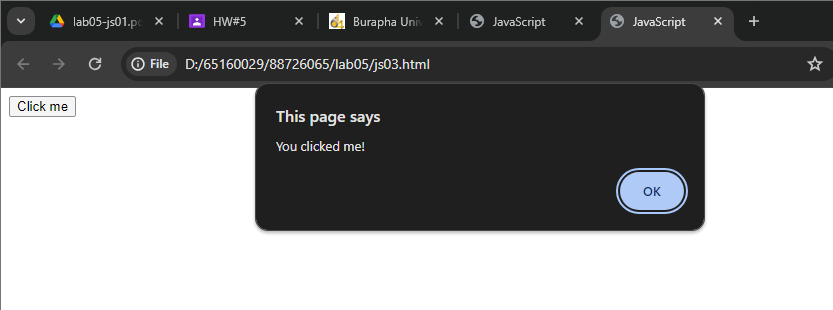 lab05-js01.pc
HW#5
Burapha Univ
JavaScript
JavaScript
File
D:/65160029/88726065/lab05/js03.html
Click me
This page says
You clicked me!
OK